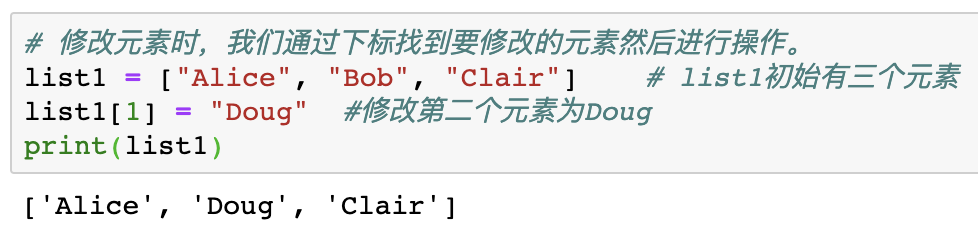 # 修改元素时，我们通过下标找到要修改的元素然后进行操作。
list1 = ["Alice", "Bob", "Clair"]    # list1初始有三个元素
list1[1] = "Doug"  #修改第二个元素为Doug
print(list1)
['Alice', 'Doug', 'Clair']